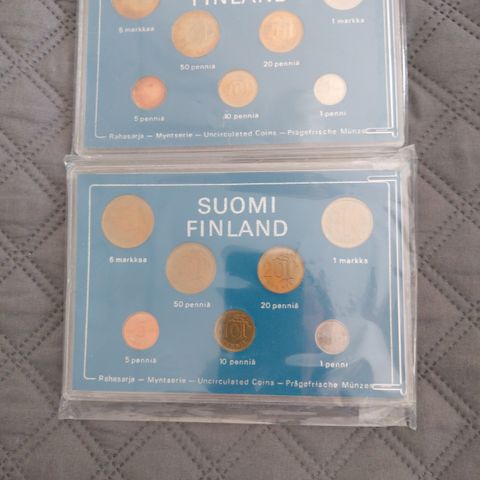 FINLAND
5 markkaa
1 markka
50 penniä
20 penniä
5 penniä
10 penniä
1 penni
Rahasarja — Myntserie — Uncirculated Coins — Prägefrische Münzen
SUOMI
FINLAND
5 markkaa
1 markka
50 penniä
20 penniä
5 penniä
10 penniä
1 penni
Rahasarja — Myntserie — Uncirculated Coins — Prägefrische Münzen